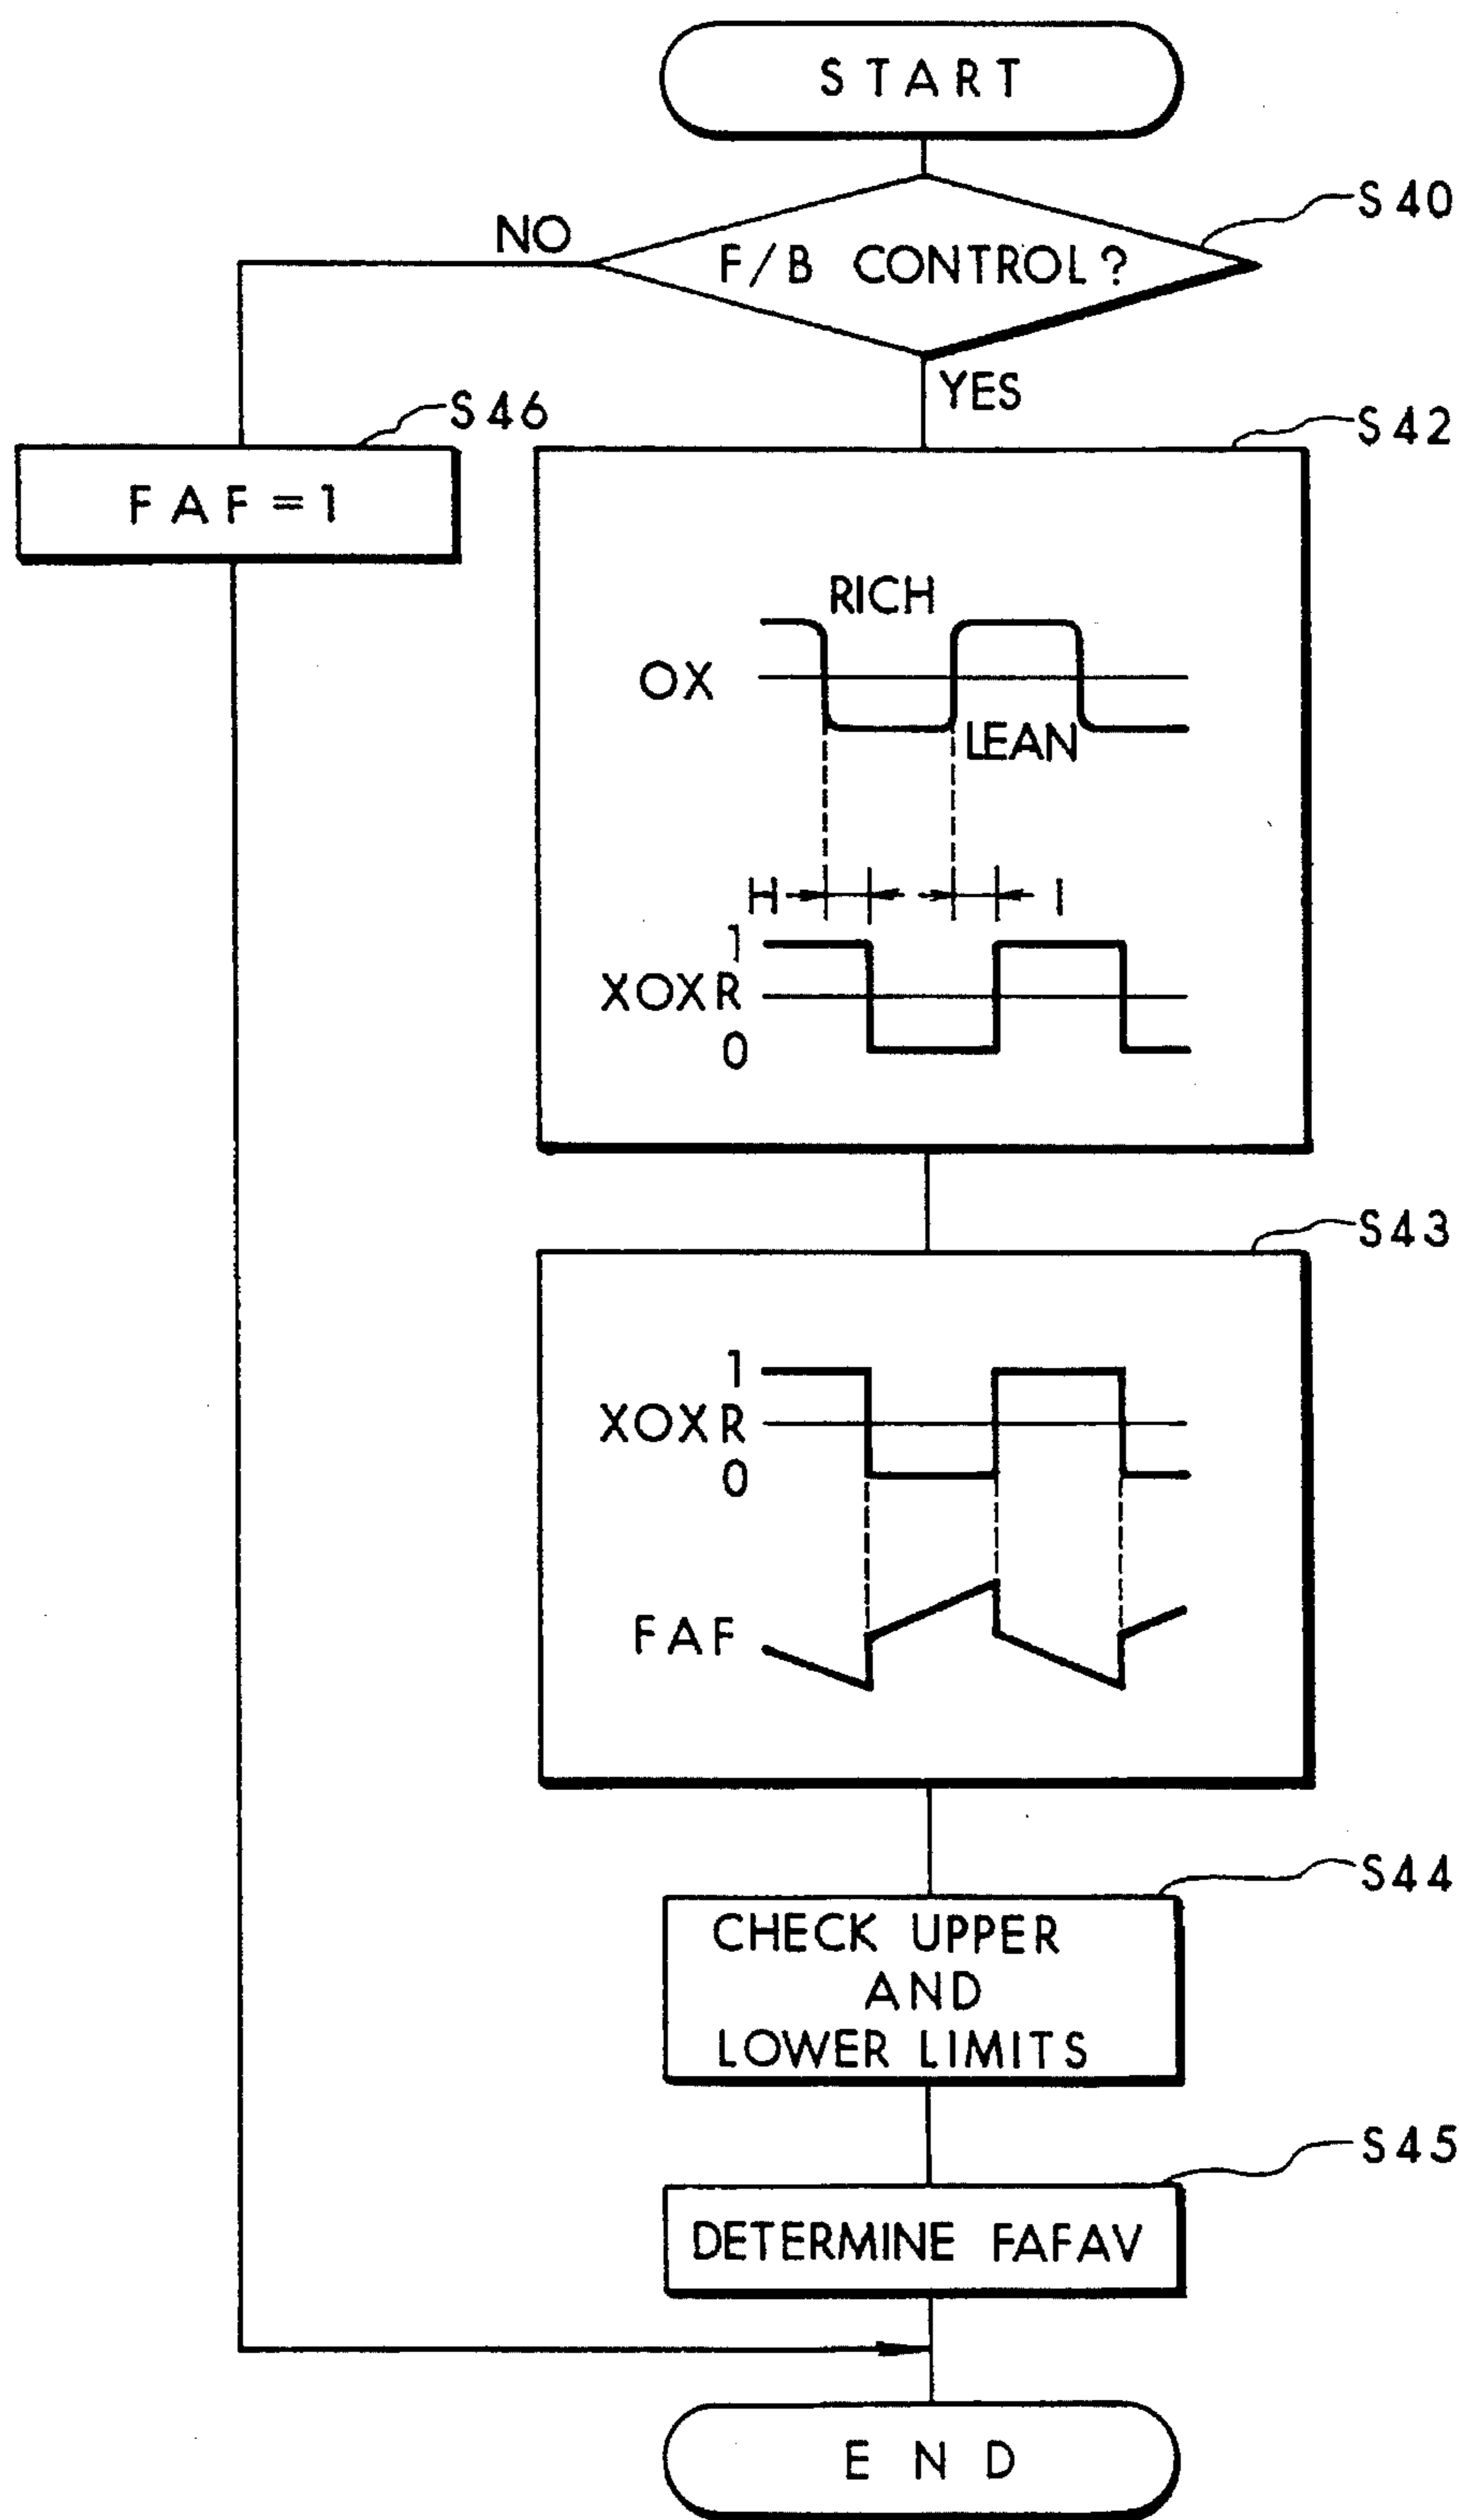 START
S40
NO
F/B CONTROL?
YES
S46
S42
FAF=1
RICH
OX
LEAN
H
I
1
XOXR
0
S43
1
XOXR
0
FAF
S44
CHECK UPPER
AND
LOWER LIMITS
S45
DETERMINE FAFAV
END